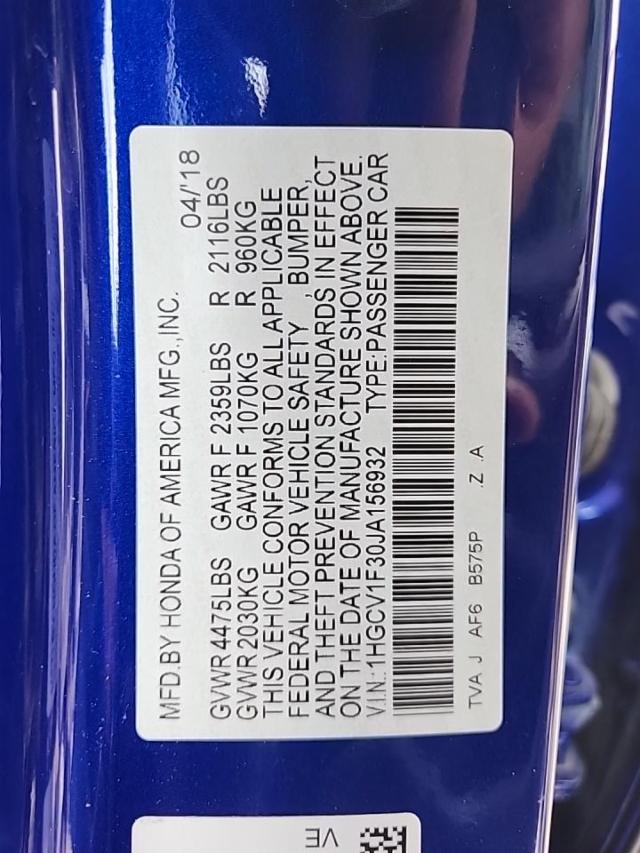 MFD.BY HONDA OF AMERICA MFG.,INC. 04/'18
GVWR 4475LBS GAWR F 2359LBS R 2116LBS
GVWR 2030KG GAWR F 1070KG R 960KG
THIS VEHICLE CONFORMS TO ALL APPLICABLE
FEDERAL MOTOR VEHICLE SAFETY , BUMPER,
AND THEFT PREVENTION STANDARDS IN EFFECT
ON THE DATE OF MANUFACTURE SHOWN ABOVE.
V.I.N.:1HGCV1F30JA156932 TYPE:PASSENGER CAR
TVA J AF6 B575P .Z .A
VE